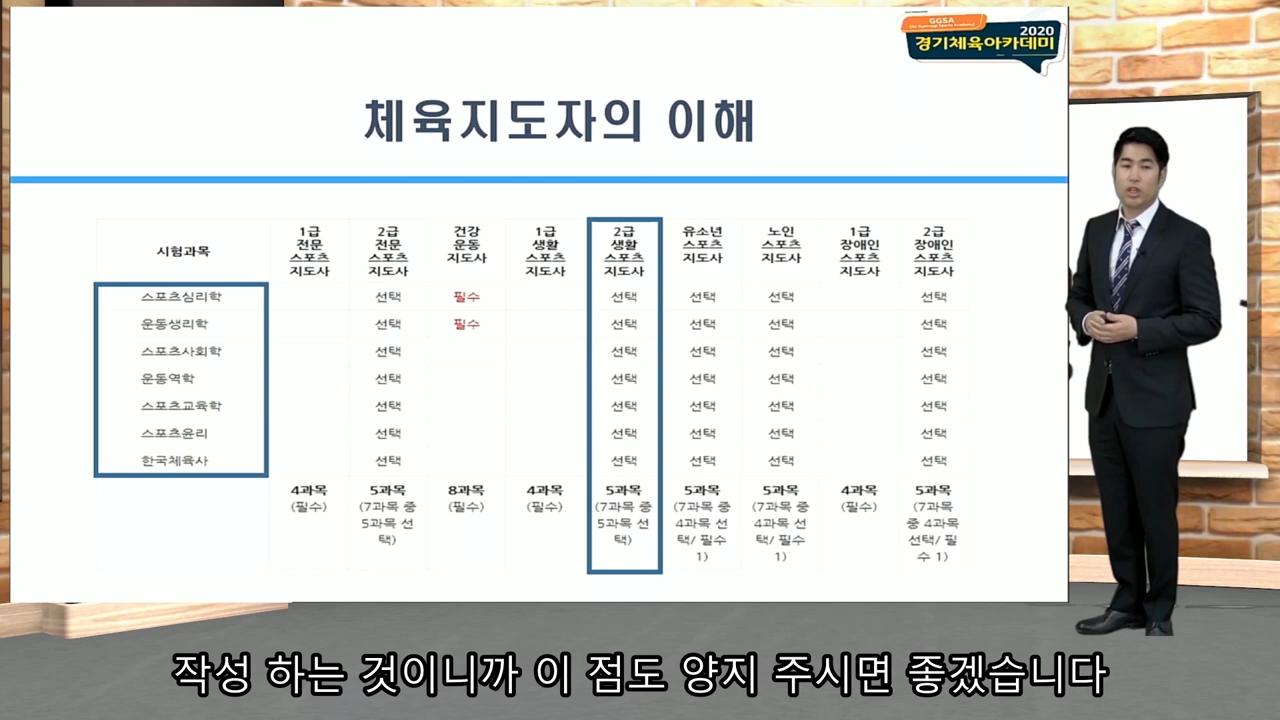 GGSA
2020
경기체육아카데미
체육지도자의 이해
시험과목
1급 전문 스포츠 지도사
2급 전문 스포츠 지도사
건강 운동 지도사
1급 생활 스포츠 지도사
2급 생활 스포츠 지도사
유소년 스포츠 지도사
노인 스포츠 지도사
1급 장애인 스포츠 지도사
2급 장애인 스포츠 지도사
스포츠심리학 선택 필수 선택 선택 선택 선택
운동생리학 선택 필수 선택 선택 선택 선택
스포츠사회학 선택 선택 선택 선택 선택
운동역학 선택 선택 선택 선택 선택
스포츠교육학 선택 선택 선택 선택 선택
스포츠윤리 선택 선택 선택 선택 선택
한국체육사 선택 선택 선택 선택 선택
4과목 (필수)
5과목 (7과목 중 5과목 선택)
8과목 (필수)
4과목 (필수)
5과목 (7과목 중 5과목 선택)
5과목 (7과목 중 4과목 선택/ 필수 1)
5과목 (7과목 중 4과목 선택/ 필수 1)
4과목 (필수)
5과목 (7과목 중 4과목 선택/ 필수 1)
작성 하는 것이니까 이 점도 양지 주시면 좋겠습니다